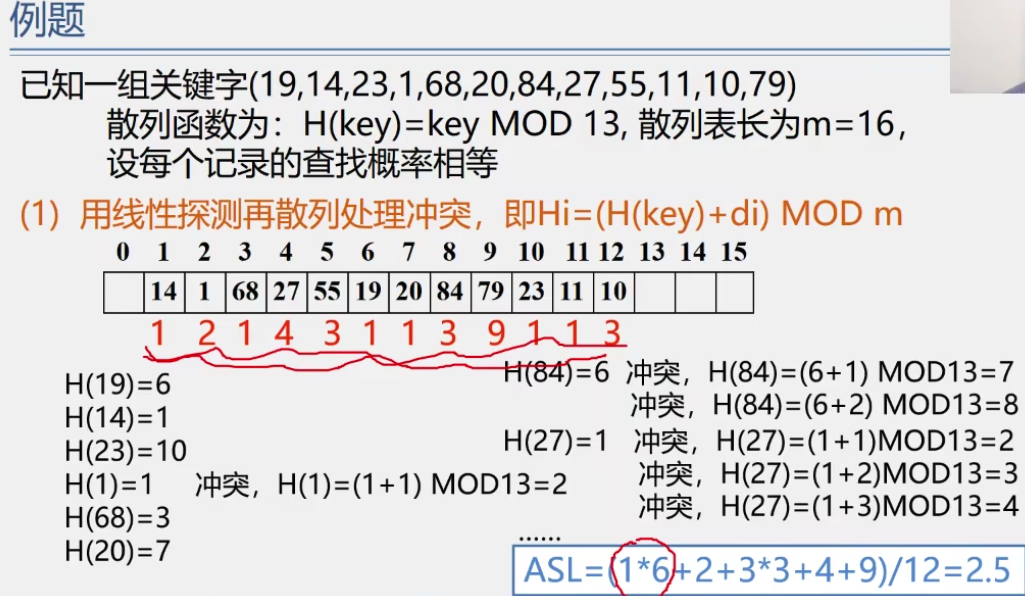 例题
已知一组关键字(19,14,23,1,68,20,84,27,55,11,10,79)
散列函数为：H(key)=key MOD 13, 散列表长为m=16，
设每个记录的查找概率相等
(1) 用线性探测再散列处理冲突，即Hi=(H(key)+di) MOD m
0 1 2 3 4 5 6 7 8 9 10 11 12 13 14 15
14 1 68 27 55 19 20 84 79 23 11 10
1 2 1 4 3 1 1 3 9 1 1 3
H(19)=6
H(14)=1
H(23)=10
H(1)=1 冲突，H(1)=(1+1) MOD13=2
H(68)=3
H(20)=7
H(84)=6 冲突，H(84)=(6+1) MOD13=7
冲突，H(84)=(6+2) MOD13=8
H(27)=1 冲突，H(27)=(1+1)MOD13=2
冲突，H(27)=(1+2)MOD13=3
冲突，H(27)=(1+3)MOD13=4
......
ASL=(1*6+2+3*3+4+9)/12=2.5